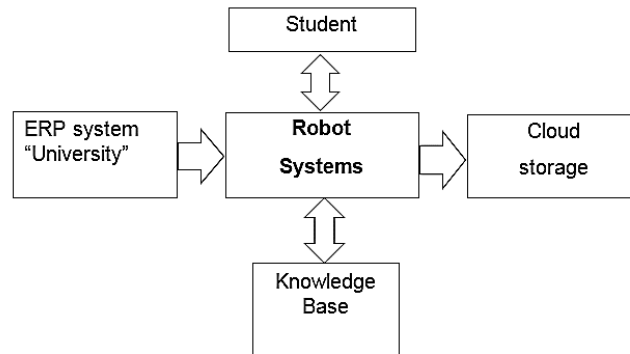 Student
ERP system
“University”
Robot
Systems
Cloud
storage
Knowledge
Base